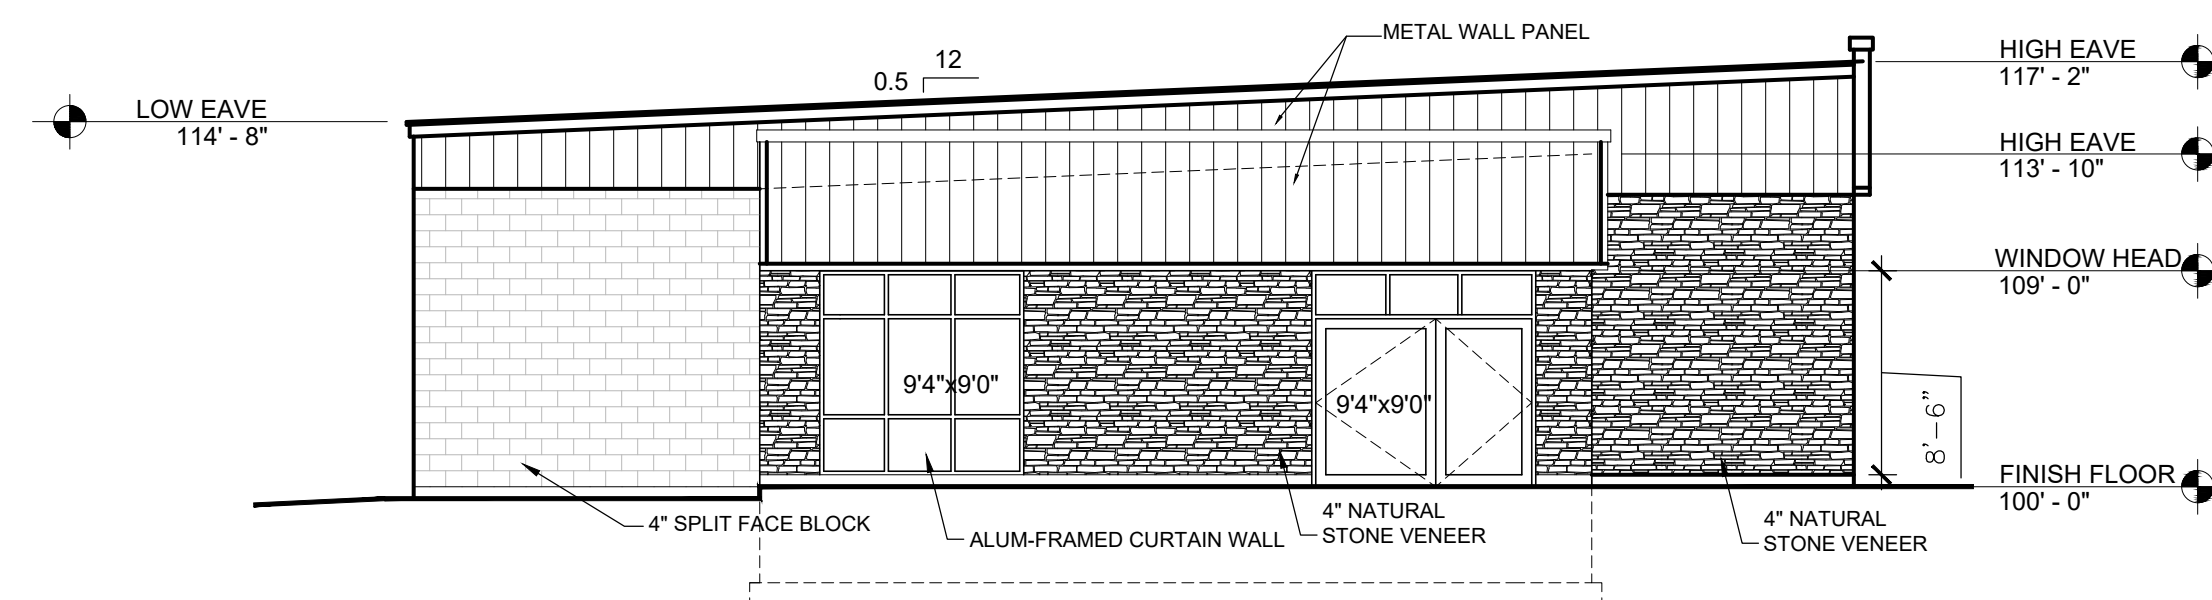 METAL WALL PANEL
12
0.5
HIGH EAVE
117' - 2"
LOW EAVE
114' - 8"
HIGH EAVE
113' - 10"
WINDOW HEAD
109' - 0"
9'4"x9'0"
9'4"x9'0"
8'-6"
FINISH FLOOR
100' - 0"
4" SPLIT FACE BLOCK
ALUM-FRAMED CURTAIN WALL
4" NATURAL
STONE VENEER
4" NATURAL
STONE VENEER